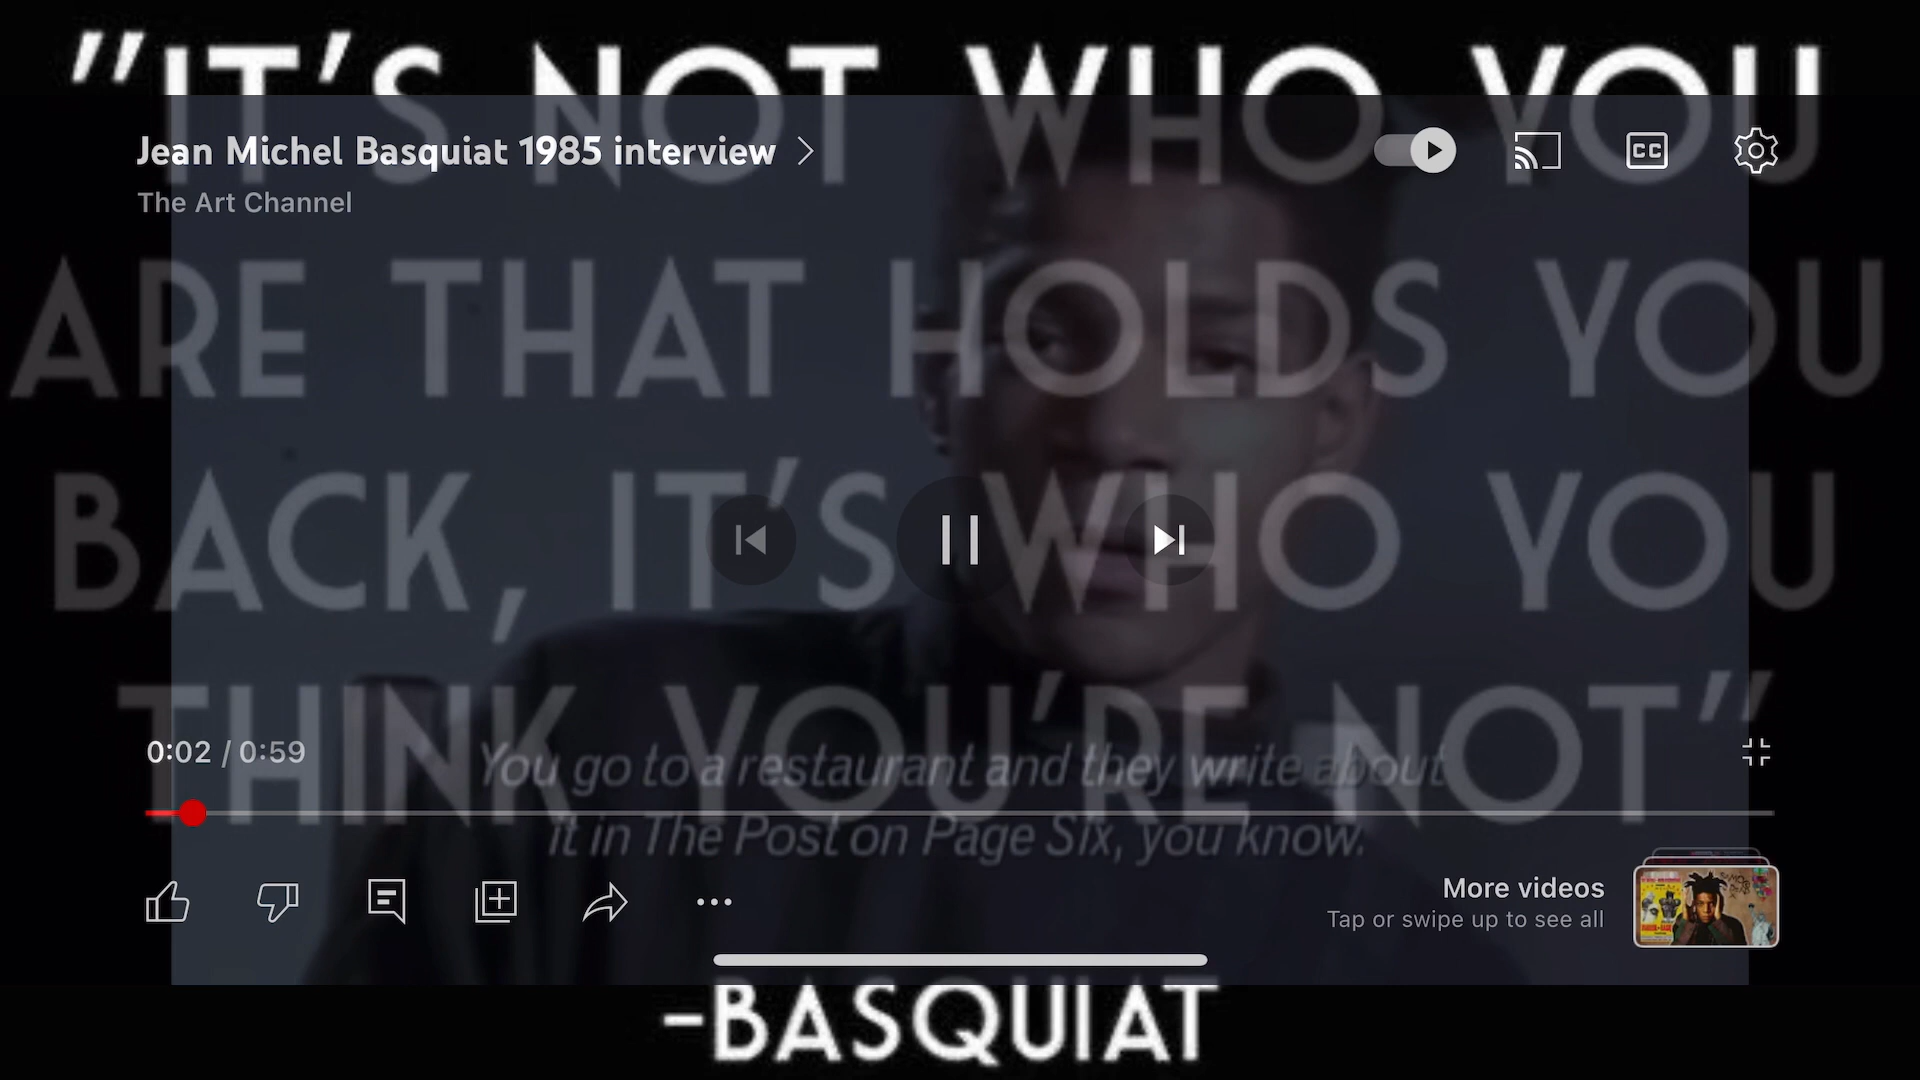 "IT'S NOT WHO YOU
Jean Michel Basquiat 1985 interview
The Art Channel
CC
ARE THAT HOLDS YOU
BACK, IT'S WHO YOU
THINK YOU'RE NOT"
0:02 / 0:59
You go to a restaurant and they write about
it in The Post on Page Six, you know.
More videos
Tap or swipe up to see all
-BASQUIAT